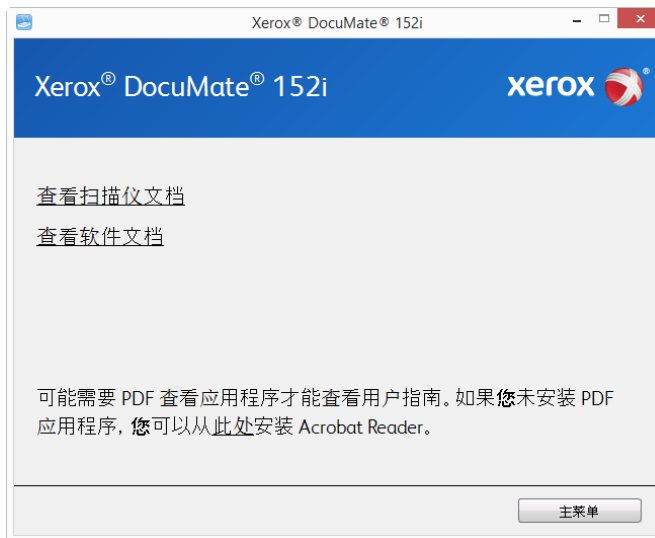 Xerox® DocuMate® 152i
Xerox® DocuMate® 152i
xerox®
查看扫描仪文档
查看软件文档
可能需要 PDF 查看应用程序才能查看用户指南。如果您未安装 PDF
应用程序,您可以从此处安装 Acrobat Reader。
主菜单